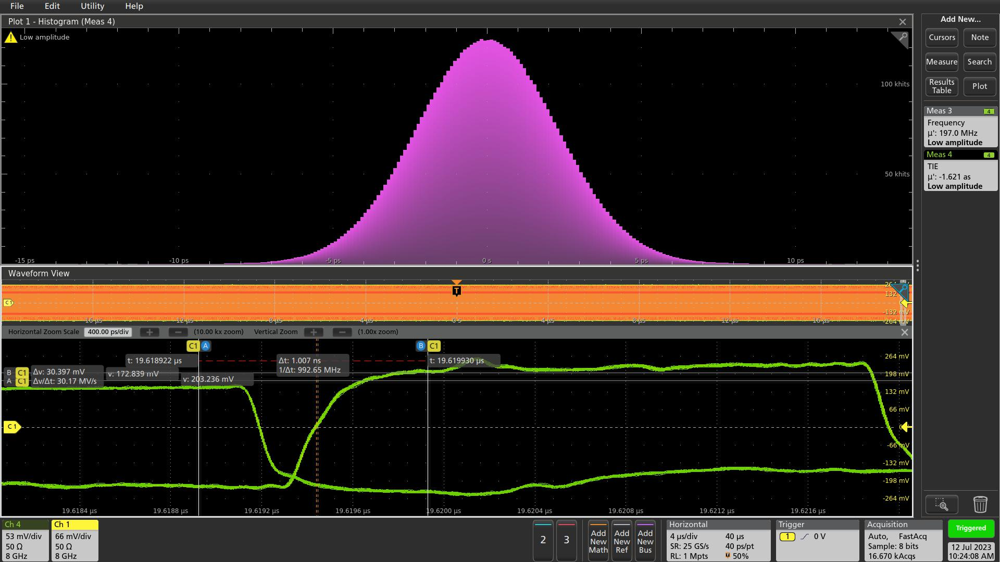 File Edit Utility Help
Plot 1 - Histogram (Meas 4)
Low amplitude
100 khits
50 khits
-15 ps -10 ps -5 ps 0 s 5 ps 10 ps
Waveform View
T
132
-132 mV
-264 mV
C1
16 µs 12 µs 8 µs 4 µs 0 s 4 µs 8 µs 12 µs 16 µs
Horizontal Zoom Scale 400.00 ps/div + − (10.00 kx zoom) Vertical Zoom + − (1.00x zoom)
C1 A B C1
t: 19.618922 µs
Δt: 1.007 ns
1/Δt: 992.65 MHz
t: 19.619930 µs
B C1
A C1
Δv: 30.397 mV
Δv/Δt: 30.17 MV/s
v: 172.839 mV
v: 203.236 mV
264 mV
198 mV
132 mV
66 mV
-66 mV
-132 mV
-198 mV
-264 mV
C 1
19.6184 µs 19.6188 µs 19.6192 µs 19.6196 µs 19.6200 µs 19.6204 µs 19.6208 µs 19.6212 µs 19.6216 µs
Add New...
Cursors Note
Measure Search
Results Table Plot
Meas 3 4
Frequency
µ': 197.0 MHz
Low amplitude
Meas 4 4
TIE
µ': -1.621 as
Low amplitude
Ch 4
53 mV/div
50 Ω
8 GHz
Ch 1
66 mV/div
50 Ω
8 GHz
2 3
Add New Math
Add New Ref
Add New Bus
Horizontal
4 µs/div 40 µs
SR: 25 GS/s 40 ps/pt
RL: 1 Mpts T 50%
Trigger
1 0 V
Acquisition
Auto, FastAcq
Sample: 8 bits
16.670 kAcqs
Triggered
12 Jul 2023
10:24:08 AM